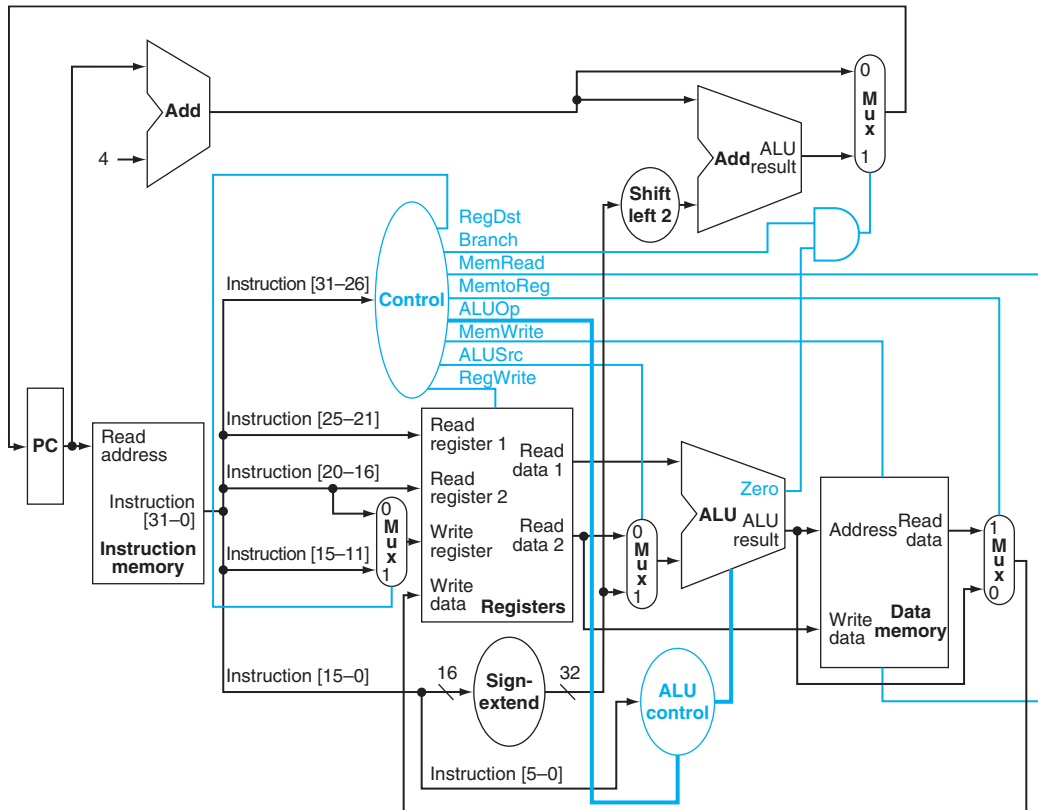 0
Mux
1
Add
4
Add
ALU
result
Shift
left 2
RegDst
Branch
MemRead
MemtoReg
ALUOp
MemWrite
ALUSrc
RegWrite
Control
Instruction [31–26]
PC
Read
address
Instruction
[31–0]
Instruction
memory
Instruction [25–21]
Instruction [20–16]
Instruction [15–11]
0
Mux
1
Read
register 1
Read
register 2
Write
register
Write
data
Read
data 1
Read
data 2
Registers
0
Mux
1
Zero
ALU
ALU
result
Address
Read
data
Write
data
Data
memory
1
Mux
0
Instruction [15–0]
16
Sign-
extend
32
ALU
control
Instruction [5–0]